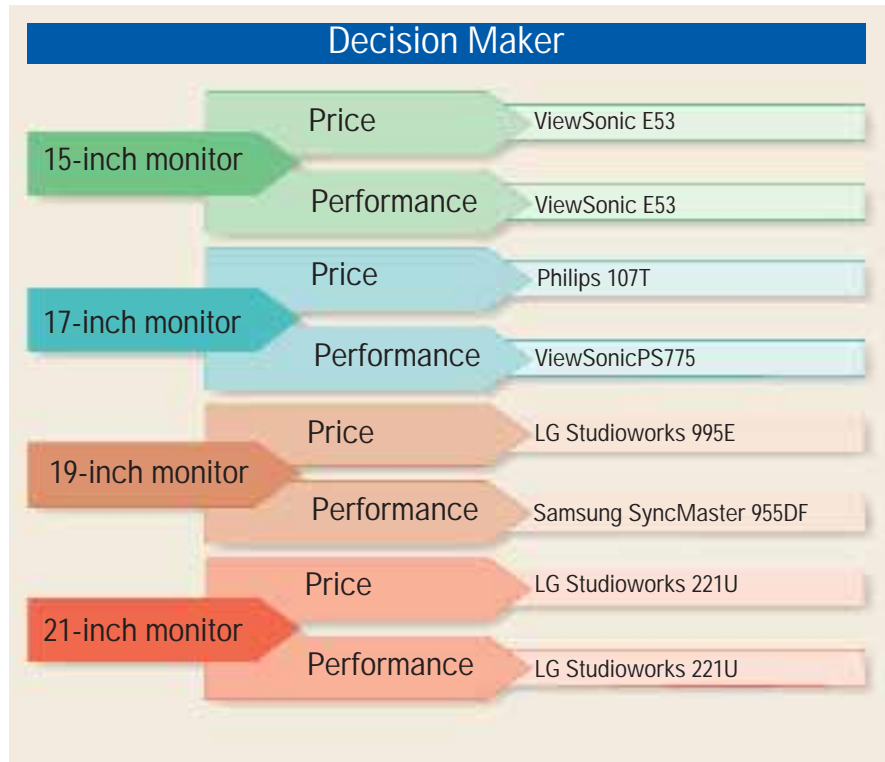 Decision Maker
Price
ViewSonic E53
15-inch monitor
Performance
ViewSonic E53
Price
Philips 107T
17-inch monitor
Performance
ViewSonicPS775
Price
LG Studioworks 995E
19-inch monitor
Performance
Samsung SyncMaster 955DF
Price
LG Studioworks 221U
21-inch monitor
Performance
LG Studioworks 221U